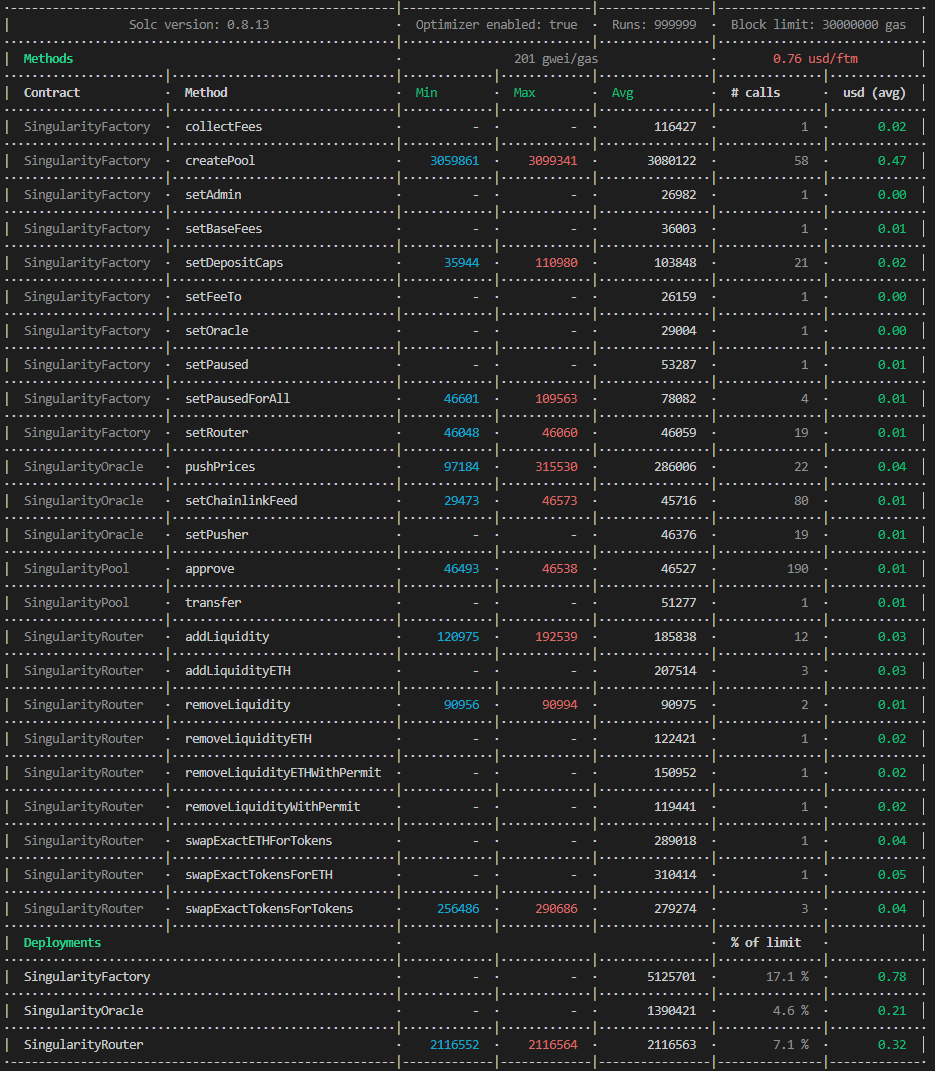 Solc version: 0.8.13 · Optimizer enabled: true · Runs: 999999 · Block limit: 30000000 gas
Methods · 201 gwei/gas · 0.76 usd/ftm
Contract · Method · Min · Max · Avg · # calls · usd (avg)
SingularityFactory · collectFees · - · - · 116427 · 1 · 0.02
SingularityFactory · createPool · 3059861 · 3099341 · 3080122 · 58 · 0.47
SingularityFactory · setAdmin · - · - · 26982 · 1 · 0.00
SingularityFactory · setBaseFees · - · - · 36003 · 1 · 0.01
SingularityFactory · setDepositCaps · 35944 · 110980 · 103848 · 21 · 0.02
SingularityFactory · setFeeTo · - · - · 26159 · 1 · 0.00
SingularityFactory · setOracle · - · - · 29004 · 1 · 0.00
SingularityFactory · setPaused · - · - · 53287 · 1 · 0.01
SingularityFactory · setPausedForAll · 46601 · 109563 · 78082 · 4 · 0.01
SingularityFactory · setRouter · 46048 · 46060 · 46059 · 19 · 0.01
SingularityOracle · pushPrices · 97184 · 315530 · 286006 · 22 · 0.04
SingularityOracle · setChainlinkFeed · 29473 · 46573 · 45716 · 80 · 0.01
SingularityOracle · setPusher · - · - · 46376 · 19 · 0.01
SingularityPool · approve · 46493 · 46538 · 46527 · 190 · 0.01
SingularityPool · transfer · - · - · 51277 · 1 · 0.01
SingularityRouter · addLiquidity · 120975 · 192539 · 185838 · 12 · 0.03
SingularityRouter · addLiquidityETH · - · - · 207514 · 3 · 0.03
SingularityRouter · removeLiquidity · 90956 · 90994 · 90975 · 2 · 0.01
SingularityRouter · removeLiquidityETH · - · - · 122421 · 1 · 0.02
SingularityRouter · removeLiquidityETHWithPermit · - · - · 150952 · 1 · 0.02
SingularityRouter · removeLiquidityWithPermit · - · - · 119441 · 1 · 0.02
SingularityRouter · swapExactETHForTokens · - · - · 289018 · 1 · 0.04
SingularityRouter · swapExactTokensForETH · - · - · 310414 · 1 · 0.05
SingularityRouter · swapExactTokensForTokens · 256486 · 290686 · 279274 · 3 · 0.04
Deployments · · % of limit ·
SingularityFactory · - · - · 5125701 · 17.1 % · 0.78
SingularityOracle · - · - · 1390421 · 4.6 % · 0.21
SingularityRouter · 2116552 · 2116564 · 2116563 · 7.1 % · 0.32